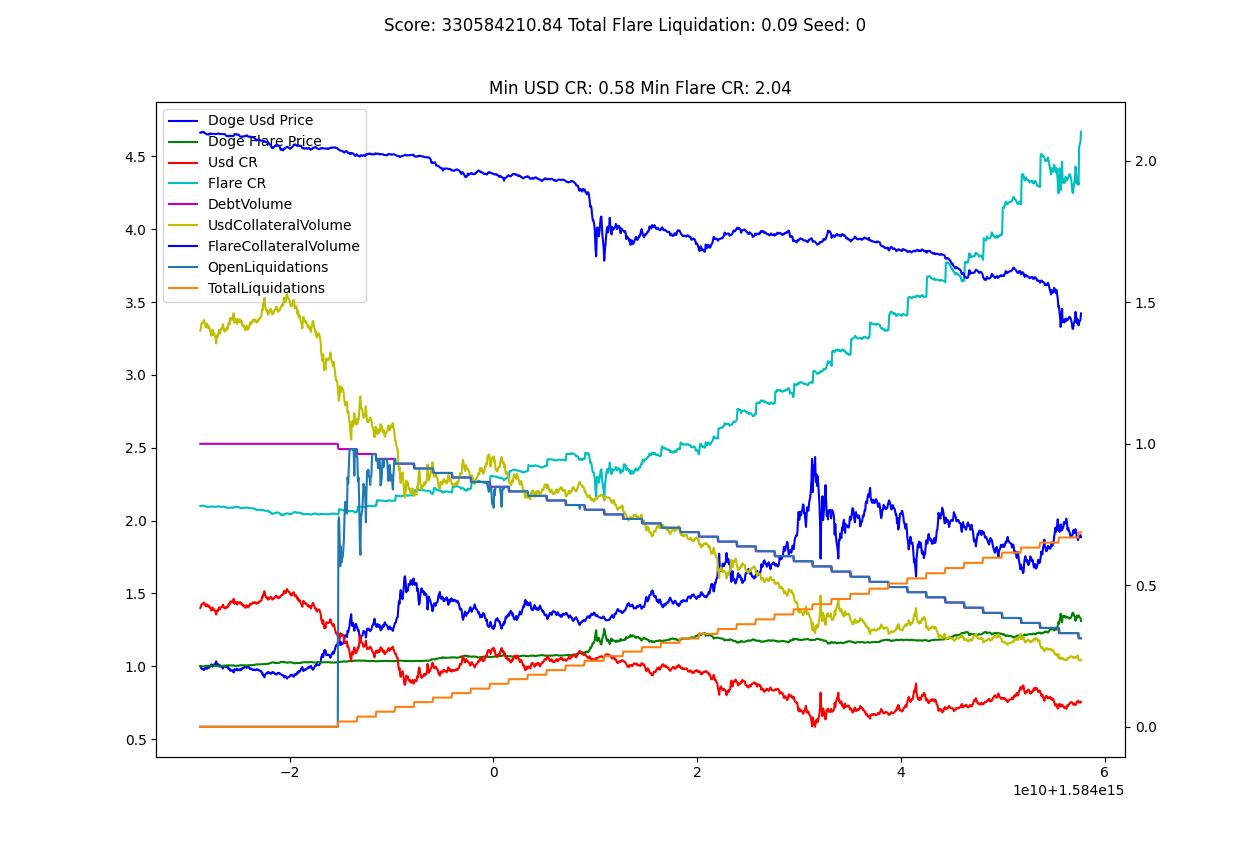 Score: 330584210.84 Total Flare Liquidation: 0.09 Seed: 0
Min USD CR: 0.58 Min Flare CR: 2.04
Doge Usd Price
Doge Flare Price
Usd CR
Flare CR
DebtVolume
UsdCollateralVolume
FlareCollateralVolume
OpenLiquidations
TotalLiquidations
4.5
4.0
3.5
3.0
2.5
2.0
1.5
1.0
0.5
2.0
1.5
1.0
0.5
0.0
−2
0
2
4
6
1e10+1.584e15